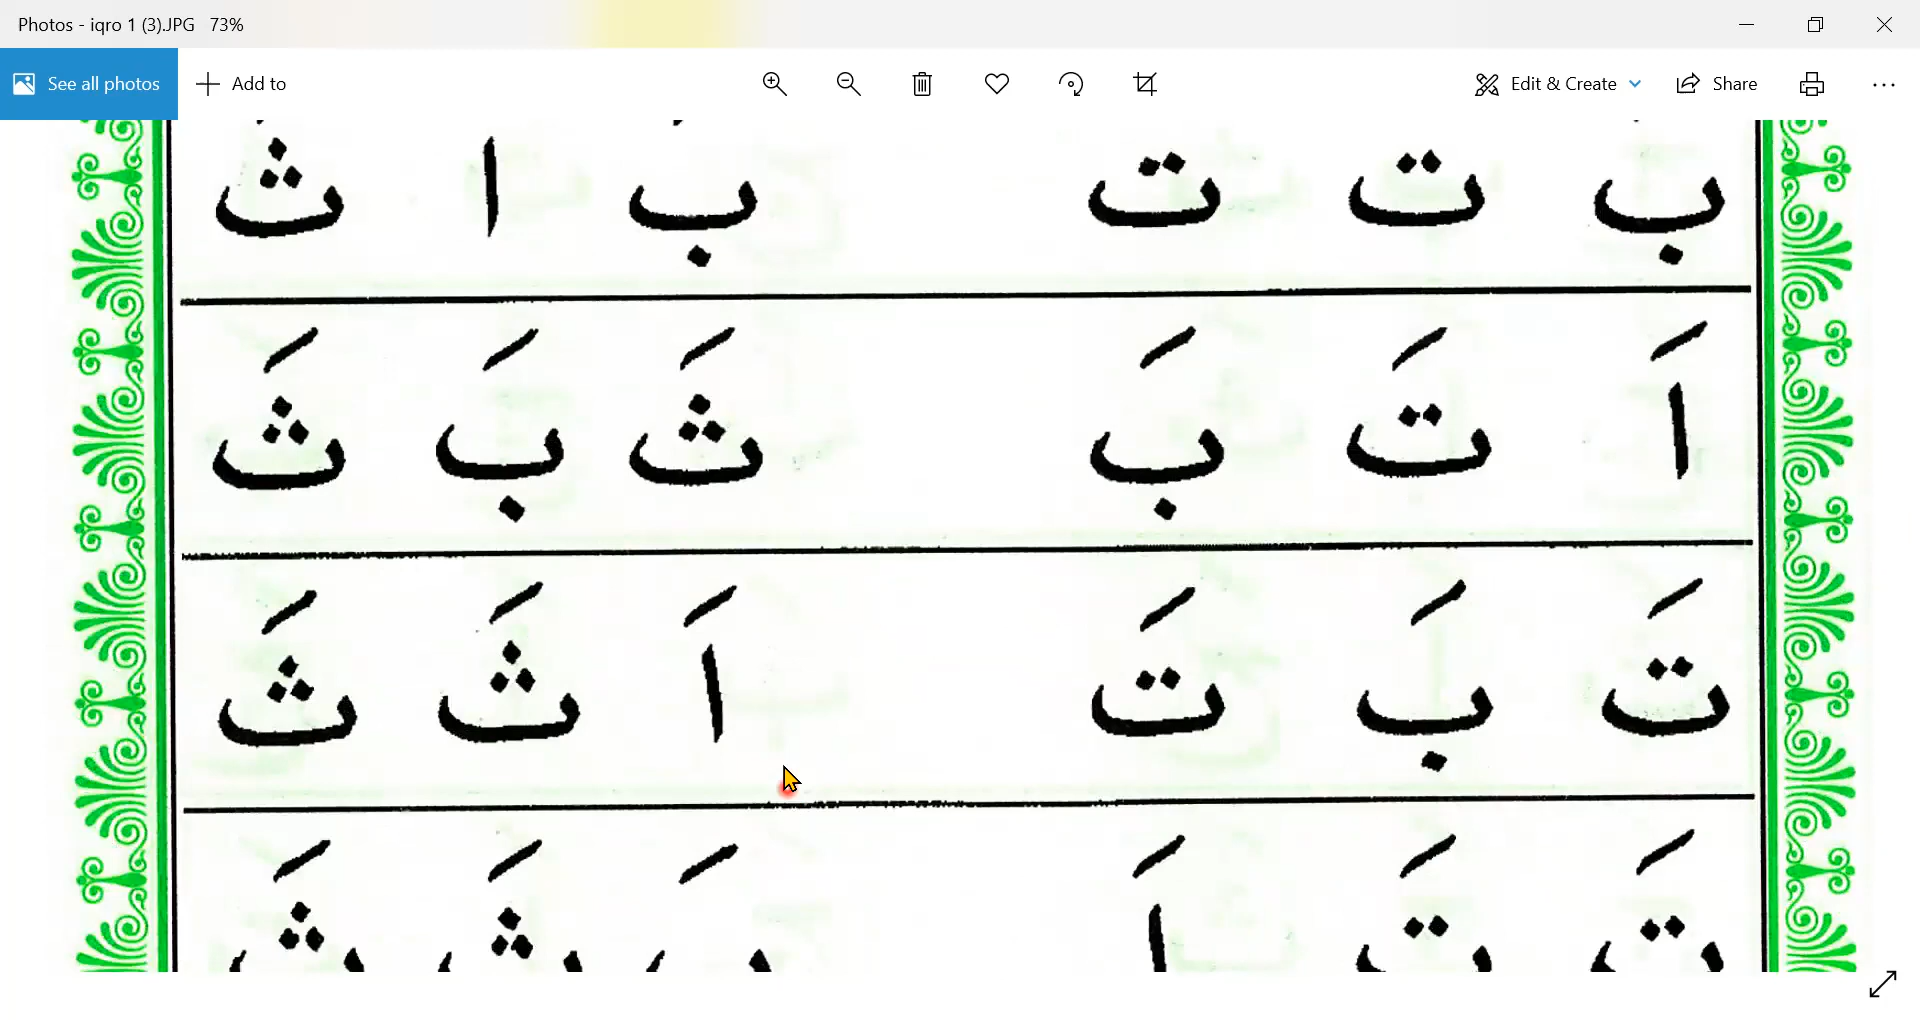 Photos - iqro 1 (3).JPG 73%
See all photos
Add to
Edit & Create
Share
ب ت ت ب ا ث
اَ تَ بَ ثَ بَ ثَ
تَ بَ تَ اَ ثَ ثَ
تَ تَ اَ ثَ ثَ